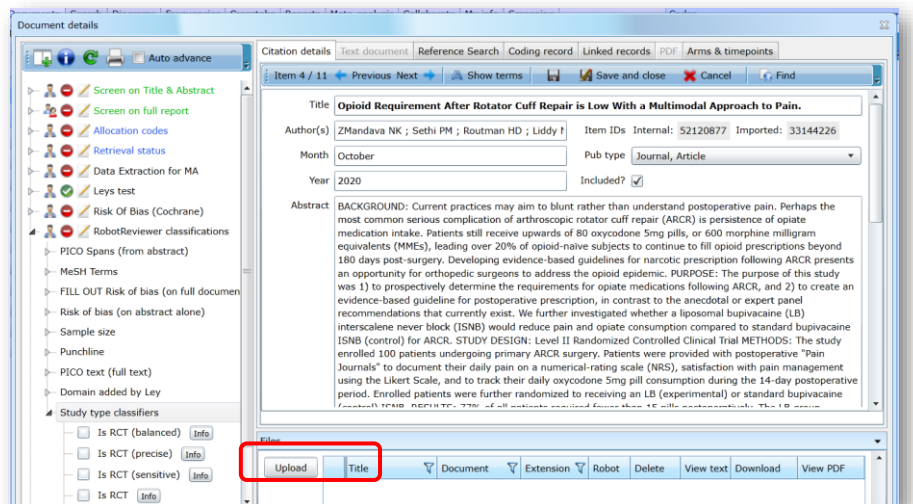 Document details
Auto advance
Screen on Title & Abstract
Screen on full report
Allocation codes
Retrieval status
Data Extraction for MA
Leys test
Risk Of Bias (Cochrane)
RobotReviewer classifications
PICO Spans (from abstract)
MeSH Terms
FILL OUT Risk of bias (on full documen
Risk of bias (on abstract alone)
Sample size
Punchline
PICO text (full text)
Domain added by Ley
Study type classifiers
Is RCT (balanced) Info
Is RCT (precise) Info
Is RCT (sensitive) Info
Is RCT Info
Citation details Text document Reference Search Coding record Linked records PDF Arms & timepoints
Item 4 / 11 Previous Next Show terms Save and close Cancel Find
Title Opioid Requirement After Rotator Cuff Repair is Low With a Multimodal Approach to Pain.
Author(s) ZMandava NK ; Sethi PM ; Routman HD ; Liddy Item IDs Internal: 52120877 Imported: 33144226
Month October Pub type Journal, Article
Year 2020 Included?
Abstract BACKGROUND: Current practices may aim to blunt rather than understand postoperative pain. Perhaps the
most common serious complication of arthroscopic rotator cuff repair (ARCR) is persistence of opiate
medication intake. Patients still receive upwards of 80 oxycodone 5mg pills, or 600 morphine milligram
equivalents (MMEs), leading over 20% of opioid-naïve subjects to continue to fill opioid prescriptions beyond
180 days post-surgery. Developing evidence-based guidelines for narcotic prescription following ARCR presents
an opportunity for orthopedic surgeons to address the opioid epidemic. PURPOSE: The purpose of this study
was 1) to prospectively determine the requirements for opiate medications following ARCR, and 2) to create an
evidence-based guideline for postoperative prescription, in contrast to the anecdotal or expert panel
recommendations that currently exist. We further investigated whether a liposomal bupivacaine (LB)
interscalene never block (ISNB) would reduce pain and opiate consumption compared to standard bupivacaine
ISNB (control) for ARCR. STUDY DESIGN: Level II Randomized Controlled Clinical Trial METHODS: The study
enrolled 100 patients undergoing primary ARCR surgery. Patients were provided with postoperative "Pain
Journals" to document their daily pain on a numerical-rating scale (NRS), satisfaction with pain management
using the Likert Scale, and to track their daily oxycodone 5mg pill consumption during the 14-day postoperative
period. Enrolled patients were further randomized to receiving an LB (experimental) or standard bupivacaine
(control) ISNB. RESULTS: 77% of all patients required fewer than 15 pills postoperatively. The LB group
Files
Upload Title Document Extension Robot Delete View text Download View PDF